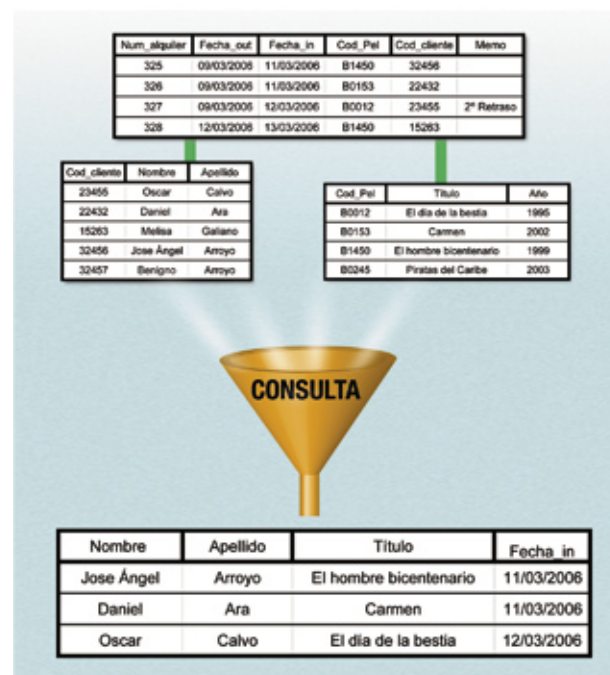 Num_alquiler Fecha_out Fecha_in Cod_Pel Cod_cliente Memo
325 09/03/2006 11/03/2006 B1450 32456
326 09/03/2006 11/03/2006 B0153 22432
327 09/03/2006 12/03/2006 B0012 23455 2º Retraso
328 12/03/2006 13/03/2006 B1450 15263
Cod_cliente Nombre Apellido
23455 Oscar Calvo
22432 Daniel Ara
15263 Melisa Galiano
32456 Jose Ángel Arroyo
32457 Benigno Arroyo
Cod_Pel Título Año
B0012 El dia de la bestia 1995
B0153 Carmen 2002
B1450 El hombre bicentenario 1999
B0245 Piratas del Caribe 2003
CONSULTA
Nombre Apellido Título Fecha_in
Jose Ángel Arroyo El hombre bicentenario 11/03/2006
Daniel Ara Carmen 11/03/2006
Oscar Calvo El dia de la bestia 12/03/2006